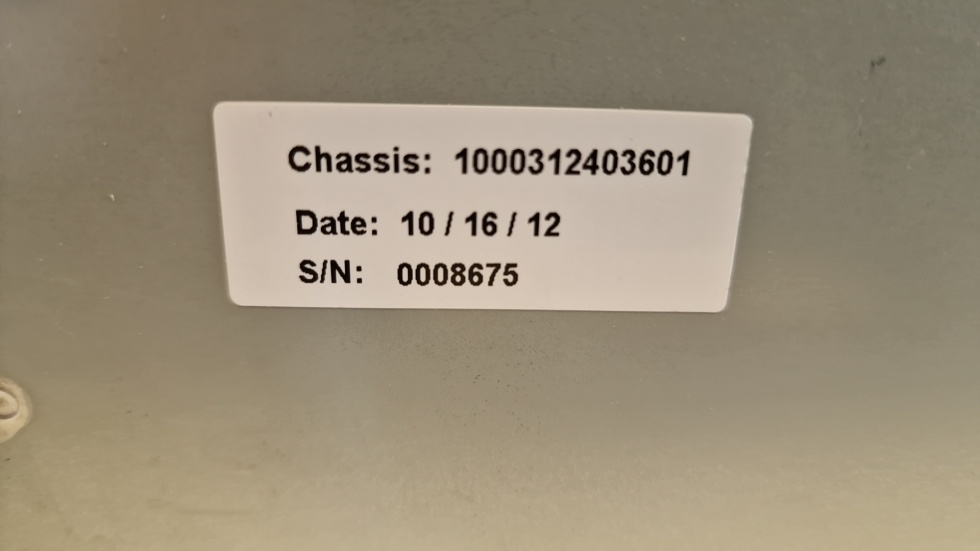 Chassis: 1000312403601
Date: 10 / 16 / 12
S/N: 0008675